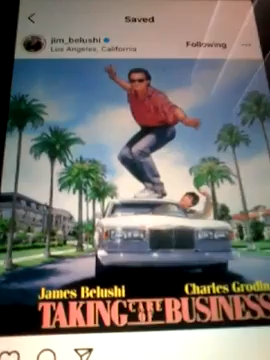 Saved
jim_belushi
Los Angeles, California
Following
James Belushi
Charles Grodin
TAKING CARE OF BUSINESS